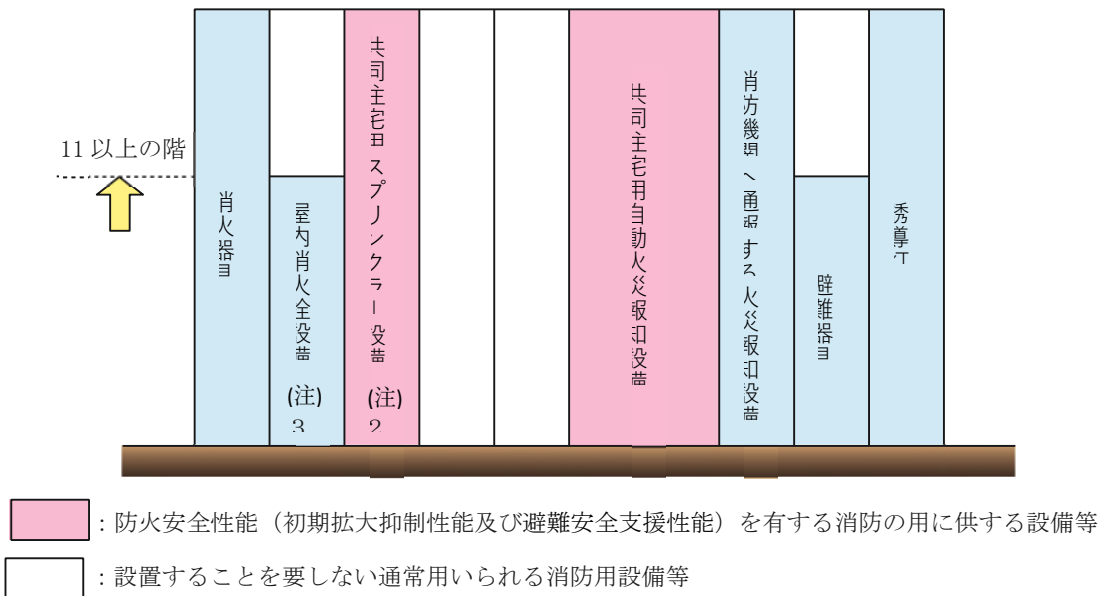 11 以上の階
消火器具
屋内消火栓設備
(注)
3
共同住宅用スプリンクラー設備
(注)
2
共同住宅用自動火災報知設備
消防機関へ通報する火災報知設備
避難器具
誘導灯
：防火安全性能（初期拡大抑制性能及び避難安全支援性能）を有する消防の用に供する設備等
：設置することを要しない通常用いられる消防用設備等